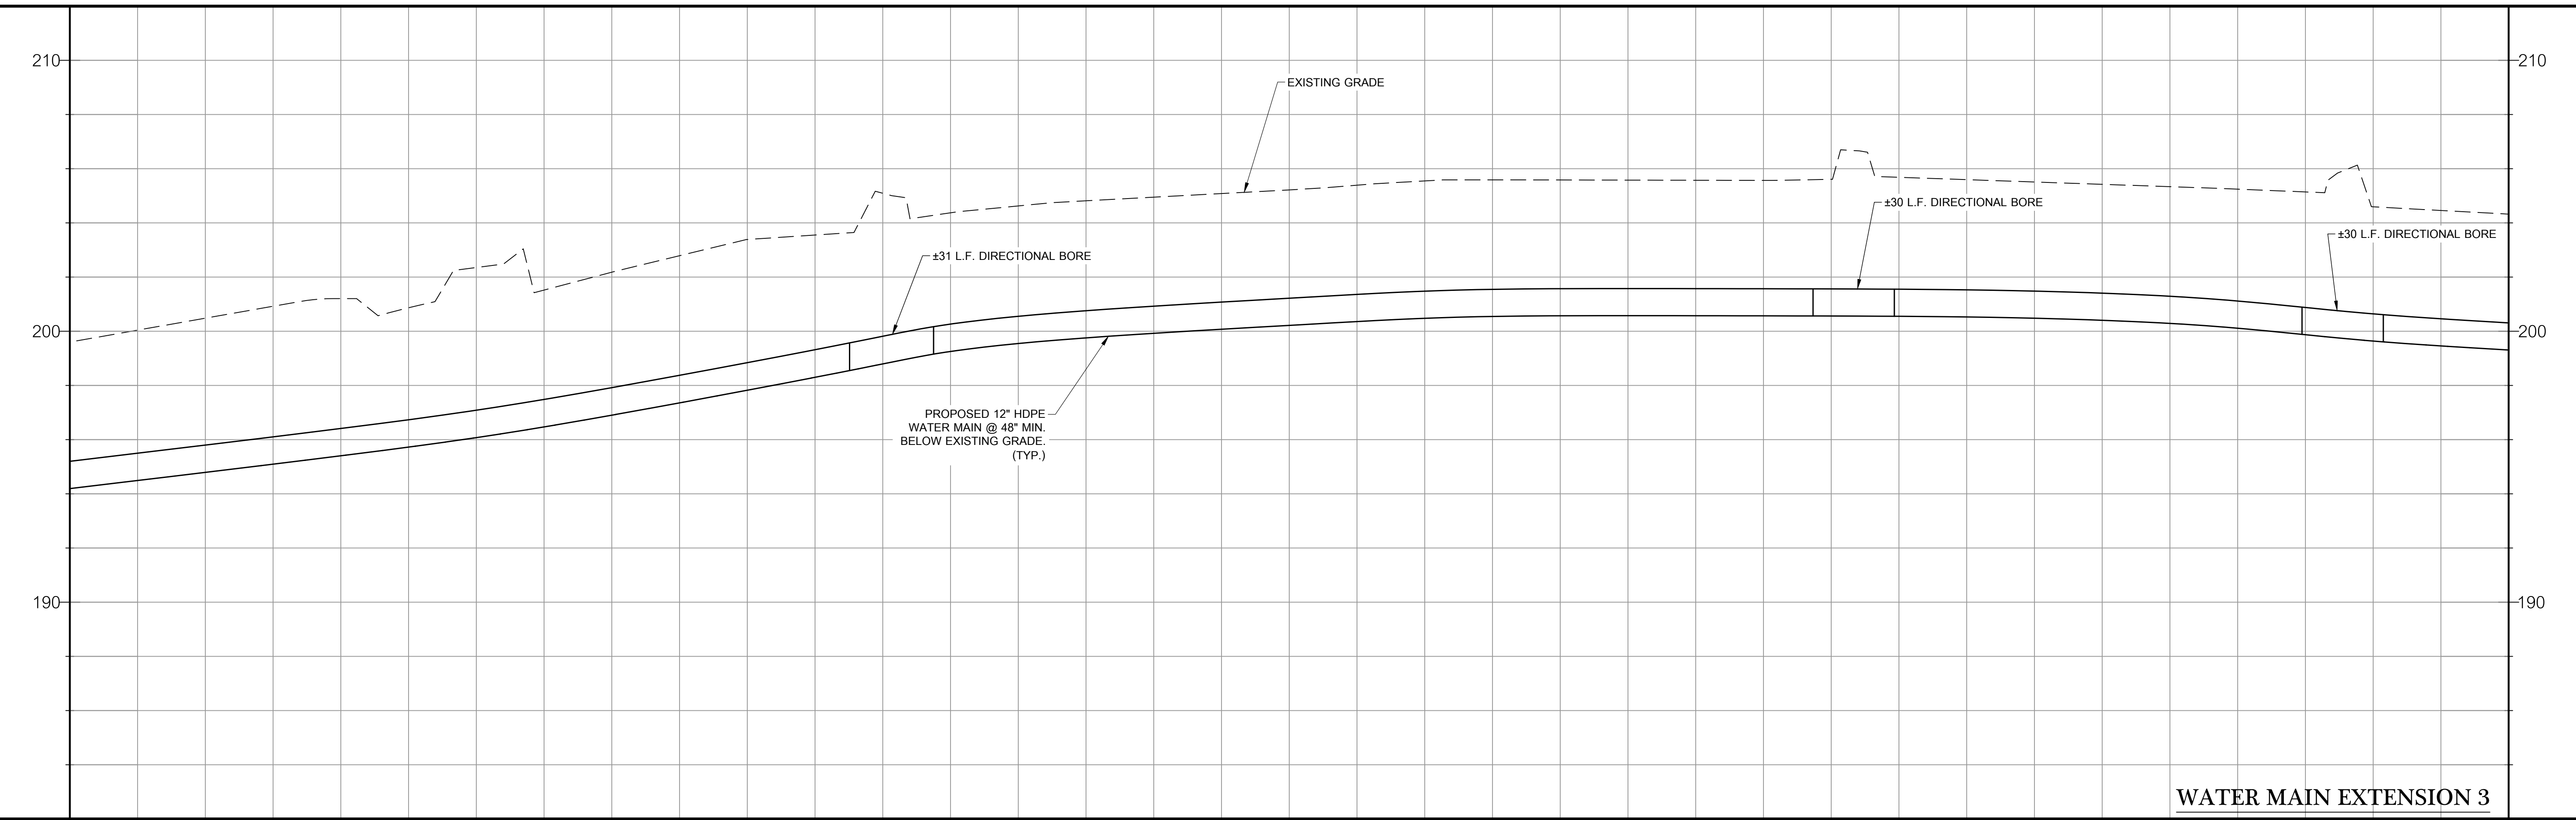 210
210
EXISTING GRADE
±30 L.F. DIRECTIONAL BORE
±30 L.F. DIRECTIONAL BORE
±31 L.F. DIRECTIONAL BORE
200
200
PROPOSED 12" HDPE
WATER MAIN @ 48" MIN.
BELOW EXISTING GRADE.
(TYP.)
190
190
WATER MAIN EXTENSION 3